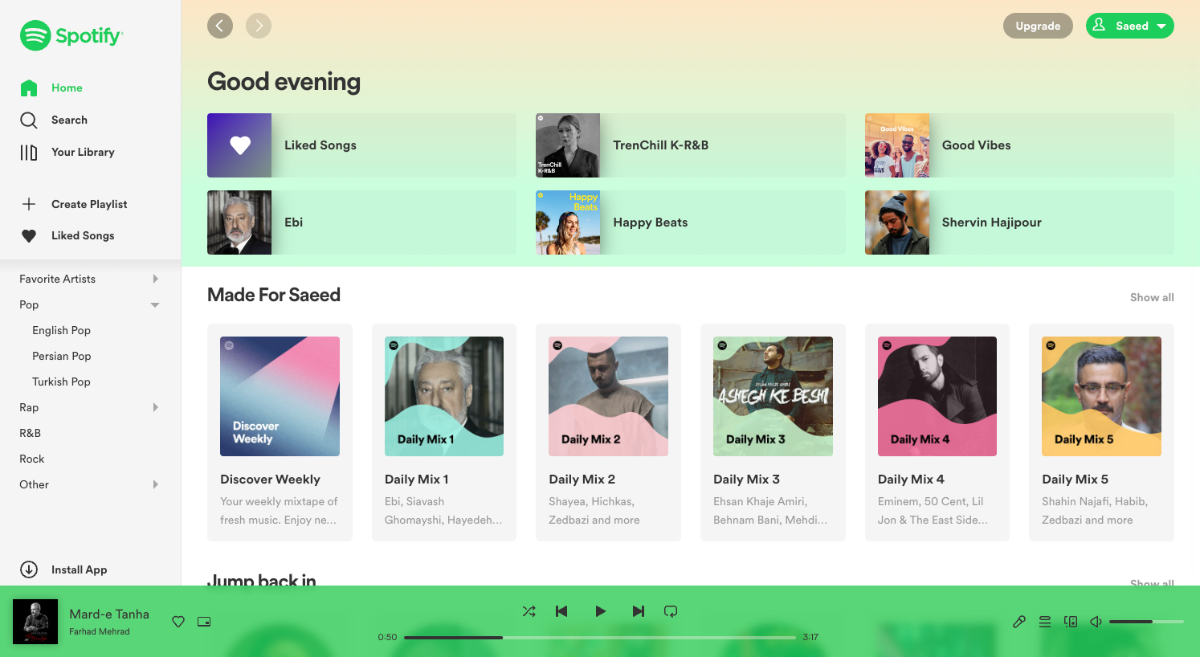 Spotify
Home
Search
Your Library
Create Playlist
Liked Songs
Favorite Artists
Pop
English Pop
Persian Pop
Turkish Pop
Rap
R&B
Rock
Other
Install App
Upgrade
Saeed
Good evening
Liked Songs
TrenChill
K-R&B
TrenChill K-R&B
Good Vibes
Good Vibes
Ebi
Happy
Beats
Happy Beats
Shervin Hajipour
Made For Saeed
Show all
Discover
Weekly
Discover Weekly
Your weekly mixtape of
fresh music. Enjoy ne...
Daily Mix 1
Daily Mix 1
Ebi, Siavash
Ghomayshi, Hayedeh...
Daily Mix 2
Daily Mix 2
Shayea, Hichkas,
Zedbazi and more
ASHEGH KE BESHI
Daily Mix 3
Daily Mix 3
Ehsan Khaje Amiri,
Behnam Bani, Mehdi...
Daily Mix 4
Daily Mix 4
Eminem, 50 Cent, Lil
Jon & The East Side...
Daily Mix 5
Daily Mix 5
Shahin Najafi, Habib,
Zedbazi and more
Jump back in
Show all
Mard-e Tanha
Farhad Mehrad
0:50
3:17